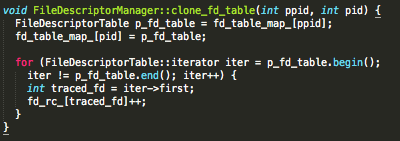 void FileDescriptorManager::clone_fd_table(int ppid, int pid) {
  FileDescriptorTable p_fd_table = fd_table_map_[ppid];
  fd_table_map_[pid] = p_fd_table;

  for (FileDescriptorTable::iterator iter = p_fd_table.begin();
    iter != p_fd_table.end(); iter++) {
    int traced_fd = iter->first;
    fd_rc_[traced_fd]++;
  }
}